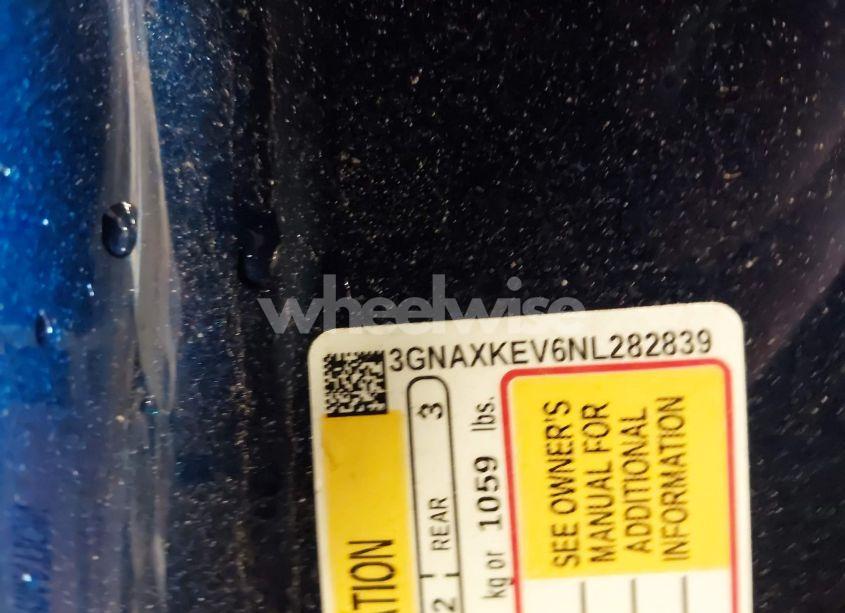 wheelwise
3GNAXKEV6NL282839
ATION
2 REAR 3
kg or 1059 lbs.
SEE OWNER'S
MANUAL FOR
ADDITIONAL
INFORMATION